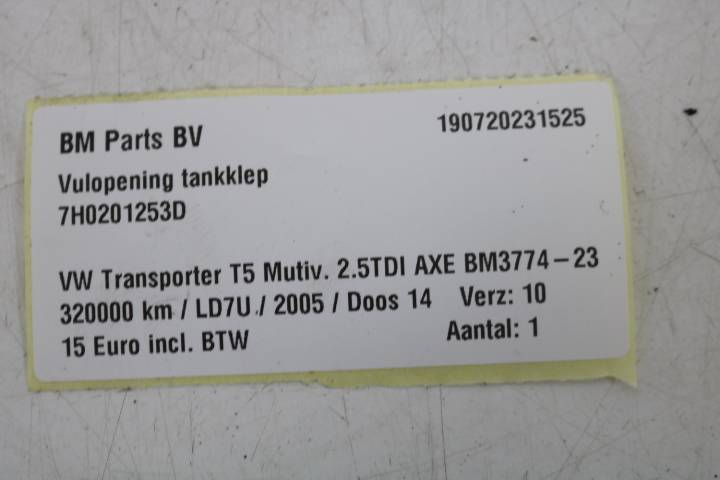 BM Parts BV 190720231525
Vulopening tankklep
7H0201253D
VW Transporter T5 Mutiv. 2.5TDI AXE BM3774-23
320000 km / LD7U / 2005 / Doos 14 Verz: 10
15 Euro incl. BTW Aantal: 1